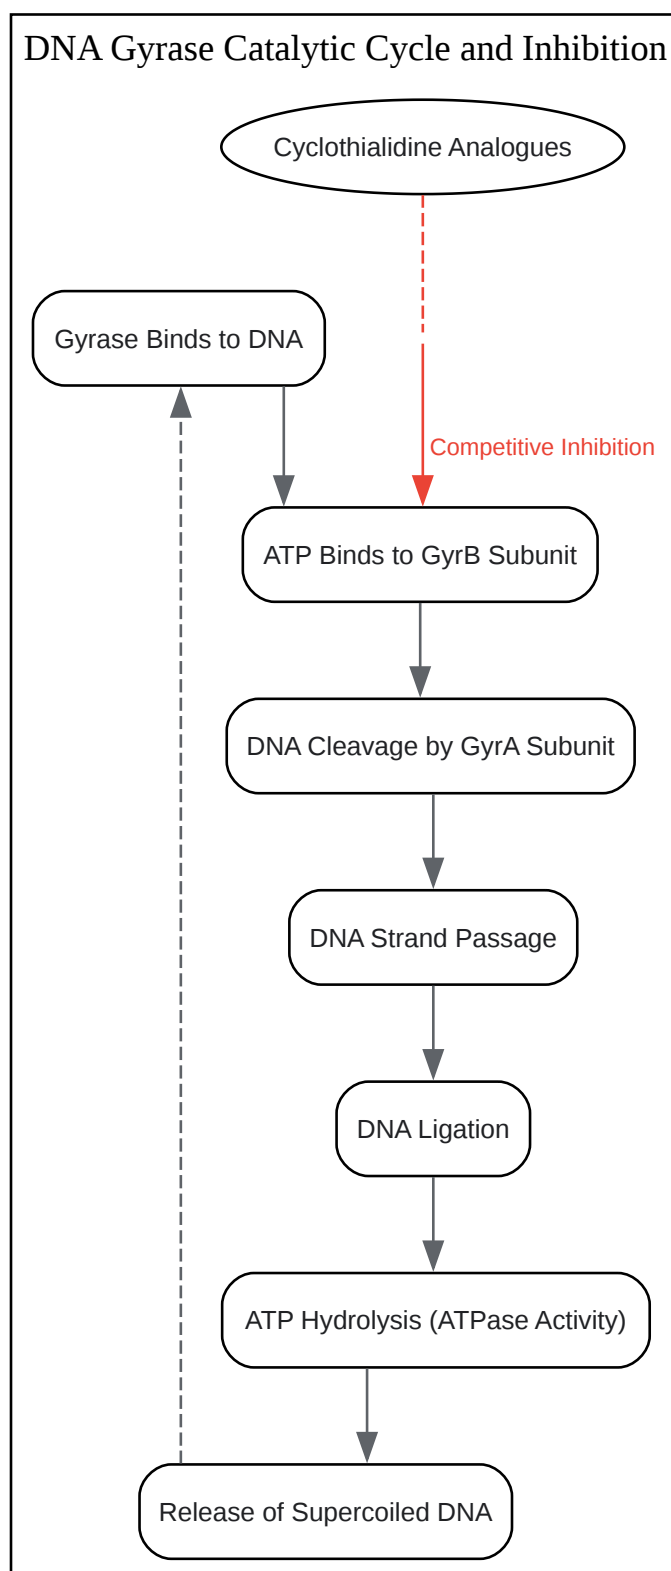 DNA Gyrase Catalytic Cycle and Inhibition
Cyclothialidine Analogues
Gyrase Binds to DNA
Competitive Inhibition
ATP Binds to GyrB Subunit
DNA Cleavage by GyrA Subunit
DNA Strand Passage
DNA Ligation
ATP Hydrolysis (ATPase Activity)
Release of Supercoiled DNA